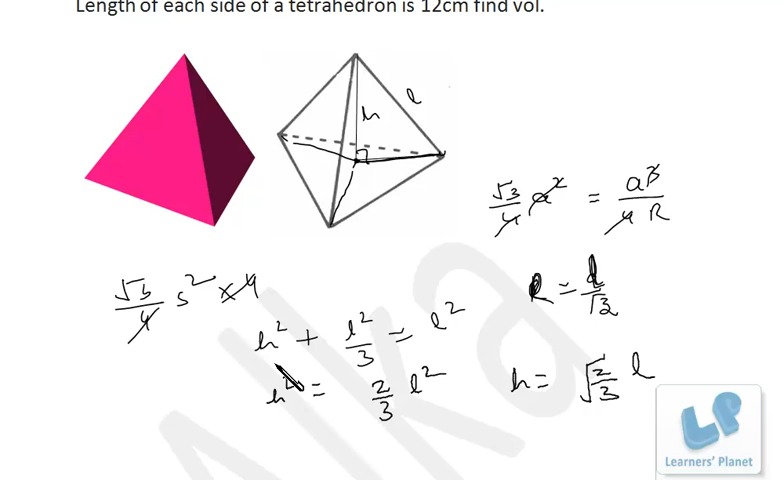 Length of each side of a tetrahedron is 12cm find vol.
l
h
√3/4 a² = a³/4R
√3/4 s² × 4
R = l/√3
h² + l²/3 = l²
h² = 2/3 l²
h = √2/3 l
Alka
LP
Learners' Planet